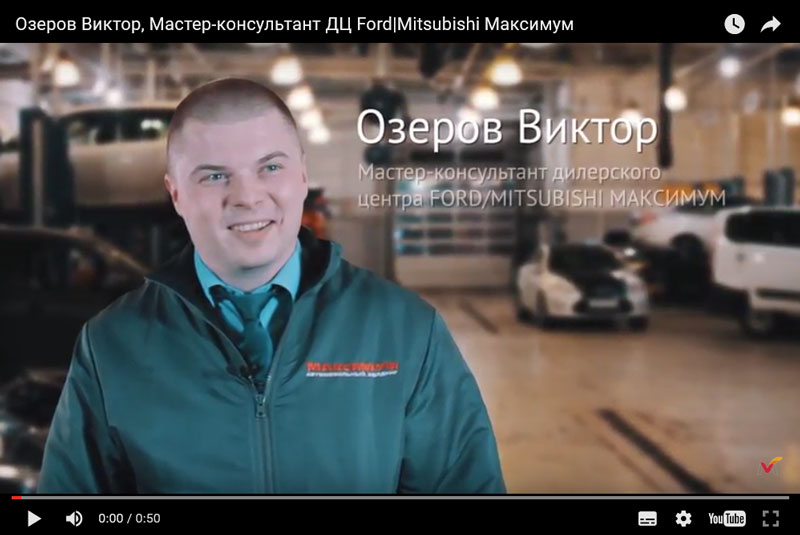 Озеров Виктор, Мастер-консультант ДЦ Ford|Mitsubishi Максимум
Озеров Виктор
Мастер-консультант дилерского
центра FORD/MITSUBISHI МАКСИМУМ
МАКСИМУМ
0:00 / 0:50
YouTube